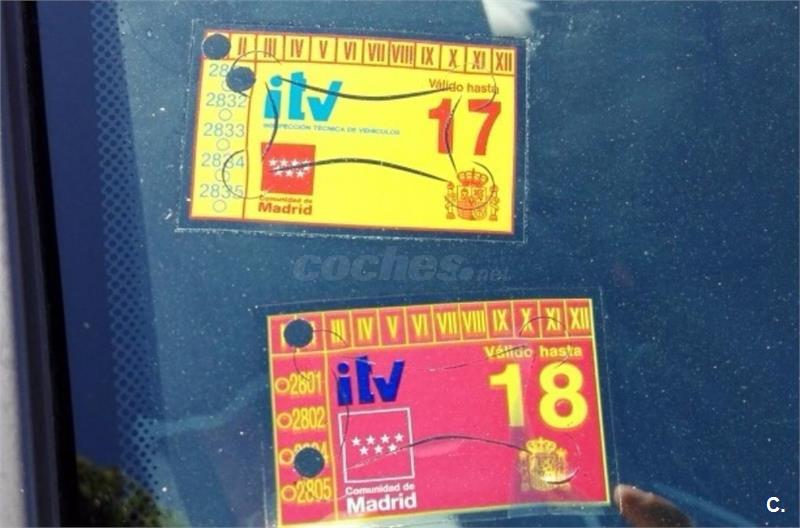 II III IV V VI VII VIII IX X XI XII
2832
2833
2834
2835
itv
INSPECCIÓN TÉCNICA DE VEHÍCULOS
Válido hasta
17
Comunidad de
Madrid
coches.net
III IV V VI VII VIII IX X XI XII
2801
2802
2805
itv
Válido hasta
18
Comunidad de
Madrid
C.